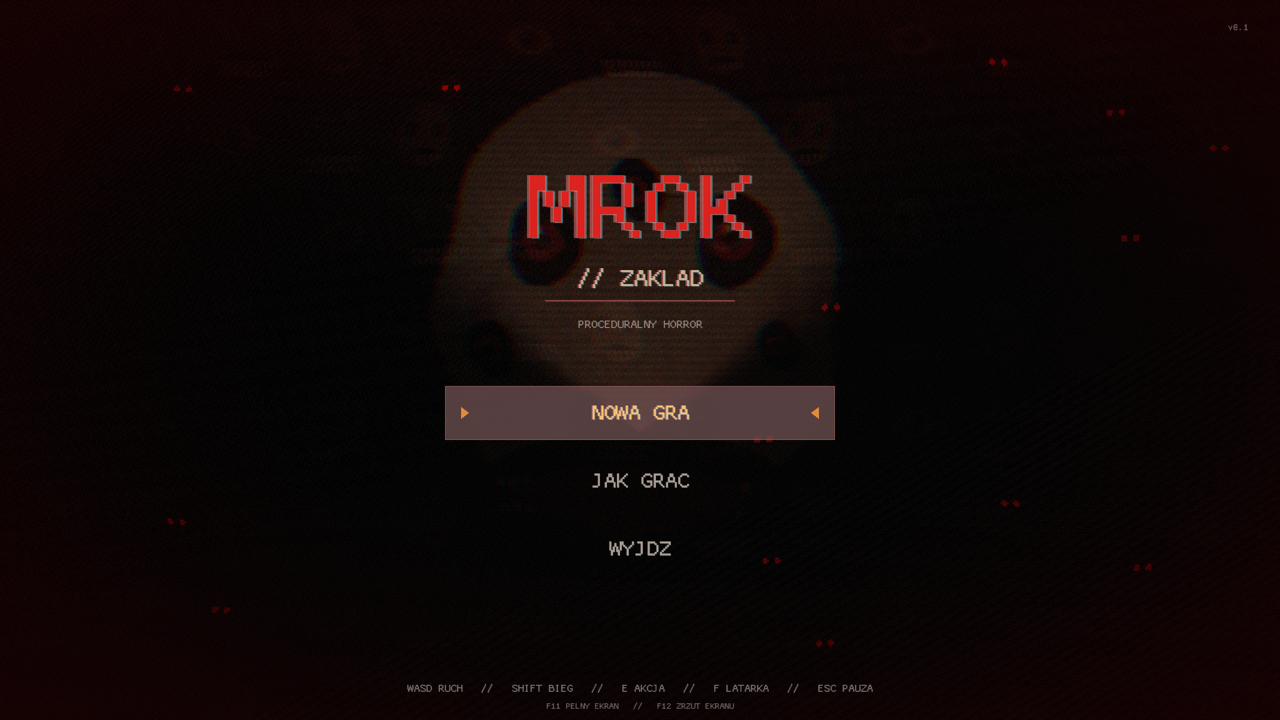 v8.1
MROK
// ZAKLAD
PROCEDURALNY HORROR
NOWA GRA
JAK GRAC
WYJDZ
WASD RUCH // SHIFT BIEG // E AKCJA // F LATARKA // ESC PAUZA
F11 PELNY EKRAN // F12 ZRZUT EKRANU